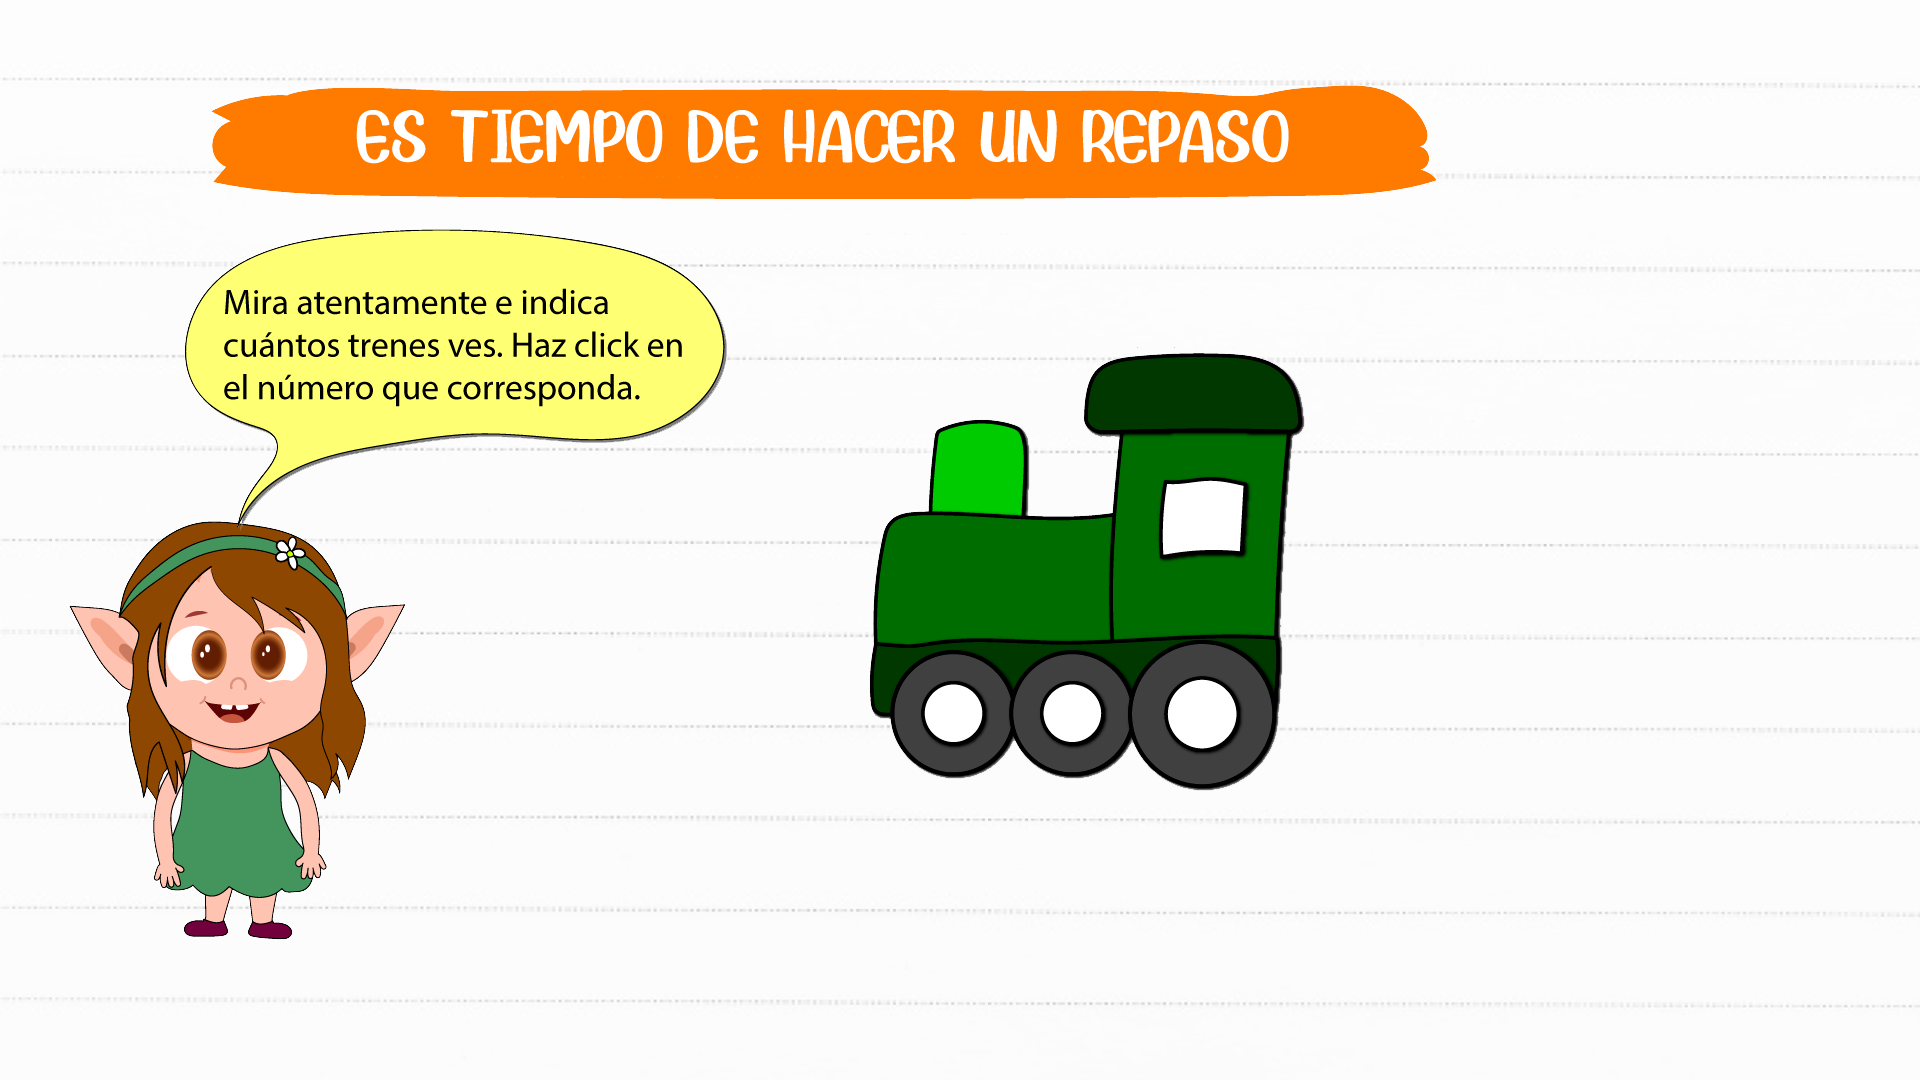 ES TIEMPO DE HACER UN REPASO
Mira atentamente e indica
cuántos trenes ves. Haz click en
el número que corresponda.